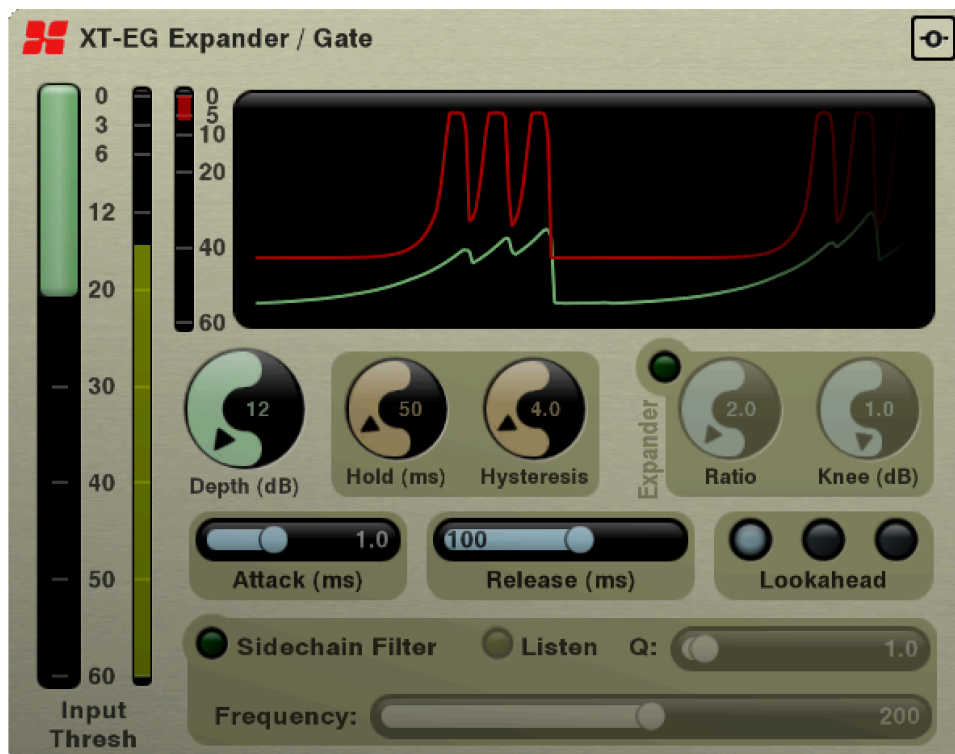 XT-EG Expander / Gate
-O-
0
3
6
12
20
30
40
50
60
0
5
10
20
40
60
12
Depth (dB)
50
4.0
Hold (ms)
Hysteresis
Expander
2.0
1.0
Ratio
Knee (dB)
1.0
100
Attack (ms)
Release (ms)
Lookahead
Sidechain Filter
Listen
Q:
1.0
Input
Thresh
Frequency:
200